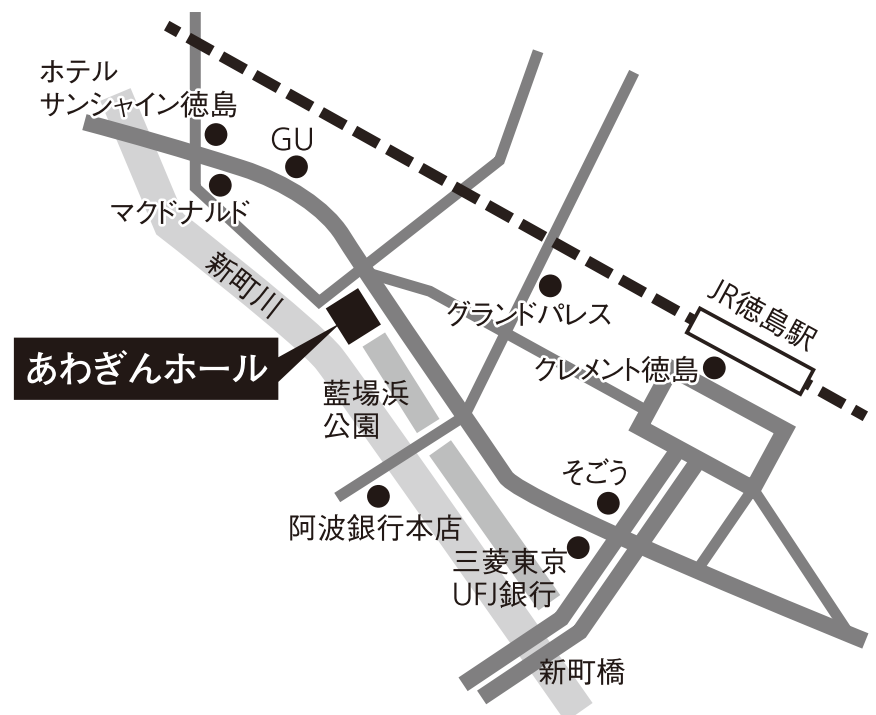 ホテル
サンシャイン徳島
GU
マクドナルド
新町川
グランドパレス
JR徳島駅
クレメント徳島
あわぎんホール
藍場浜
公園
そごう
阿波銀行本店
三菱東京
UFJ銀行
新町橋